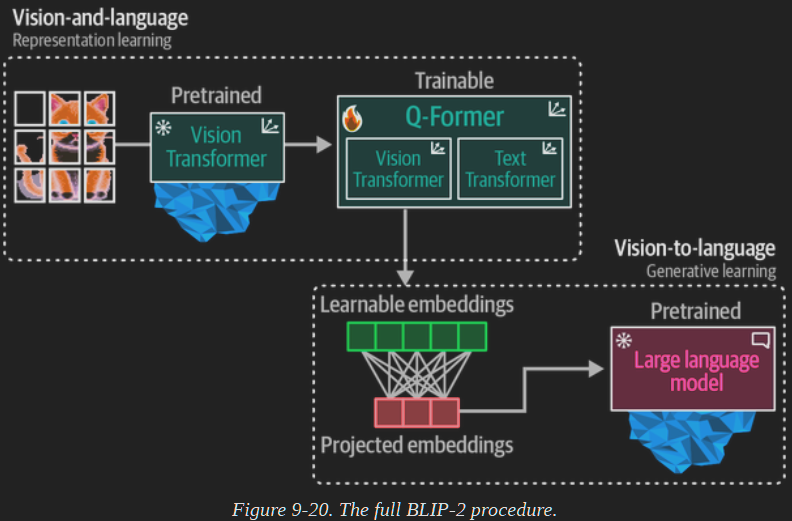 Vision-and-language
Representation learning
Pretrained
Vision
Transformer
Trainable
Q-Former
Vision
Transformer
Text
Transformer
Vision-to-language
Generative learning
Learnable embeddings
Projected embeddings
Pretrained
Large language
model
Figure 9-20. The full BLIP-2 procedure.